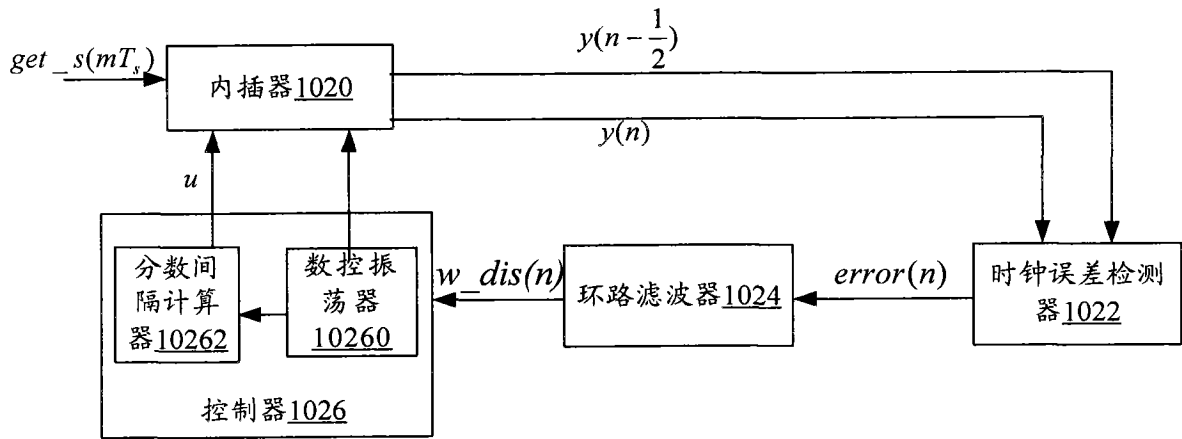 get_s(mT_s)
内插器1020
y(n-\frac{1}{2})
y(n)
u
分数间
隔计算
器10262
数控振
荡器
10260
控制器1026
w_dis(n)
环路滤波器1024
error(n)
时钟误差检测
器1022